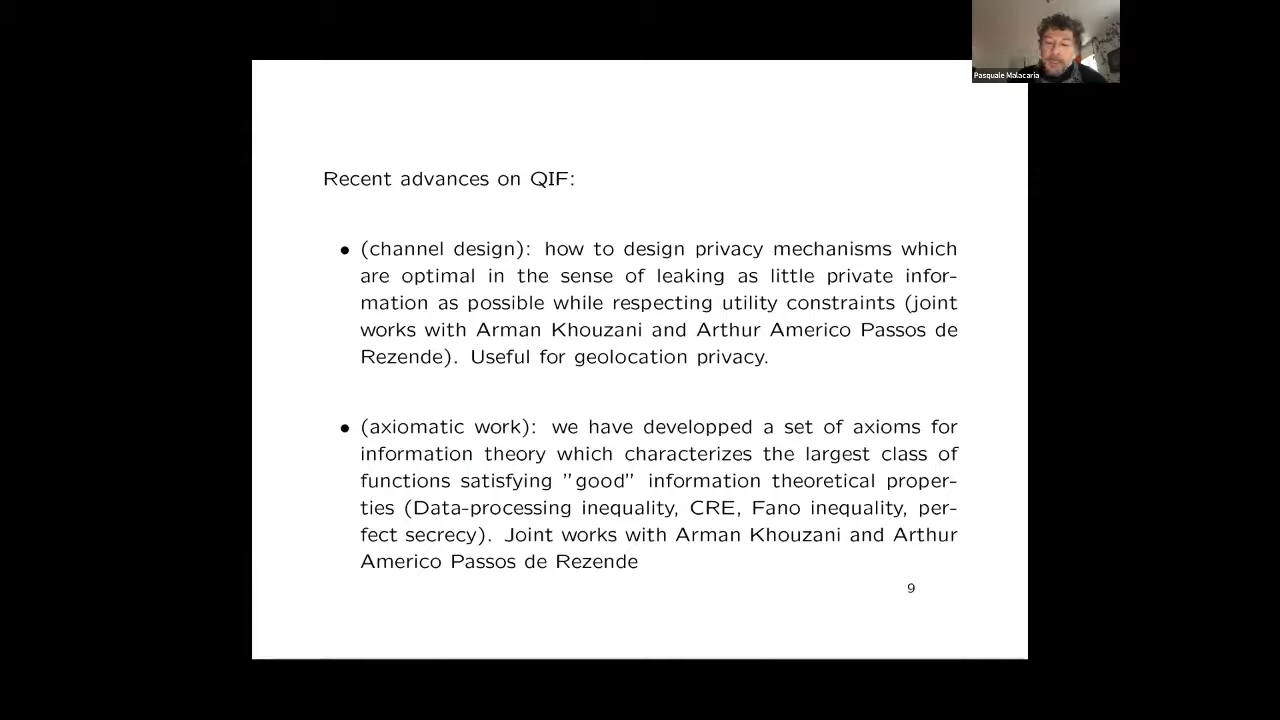 Pasquale Malacaria
Recent advances on QIF:
• (channel design): how to design privacy mechanisms which
are optimal in the sense of leaking as little private infor-
mation as possible while respecting utility constraints (joint
works with Arman Khouzani and Arthur Americo Passos de
Rezende). Useful for geolocation privacy.
• (axiomatic work): we have developped a set of axioms for
information theory which characterizes the largest class of
functions satisfying ”good” information theoretical proper-
ties (Data-processing inequality, CRE, Fano inequality, per-
fect secrecy). Joint works with Arman Khouzani and Arthur
Americo Passos de Rezende
9